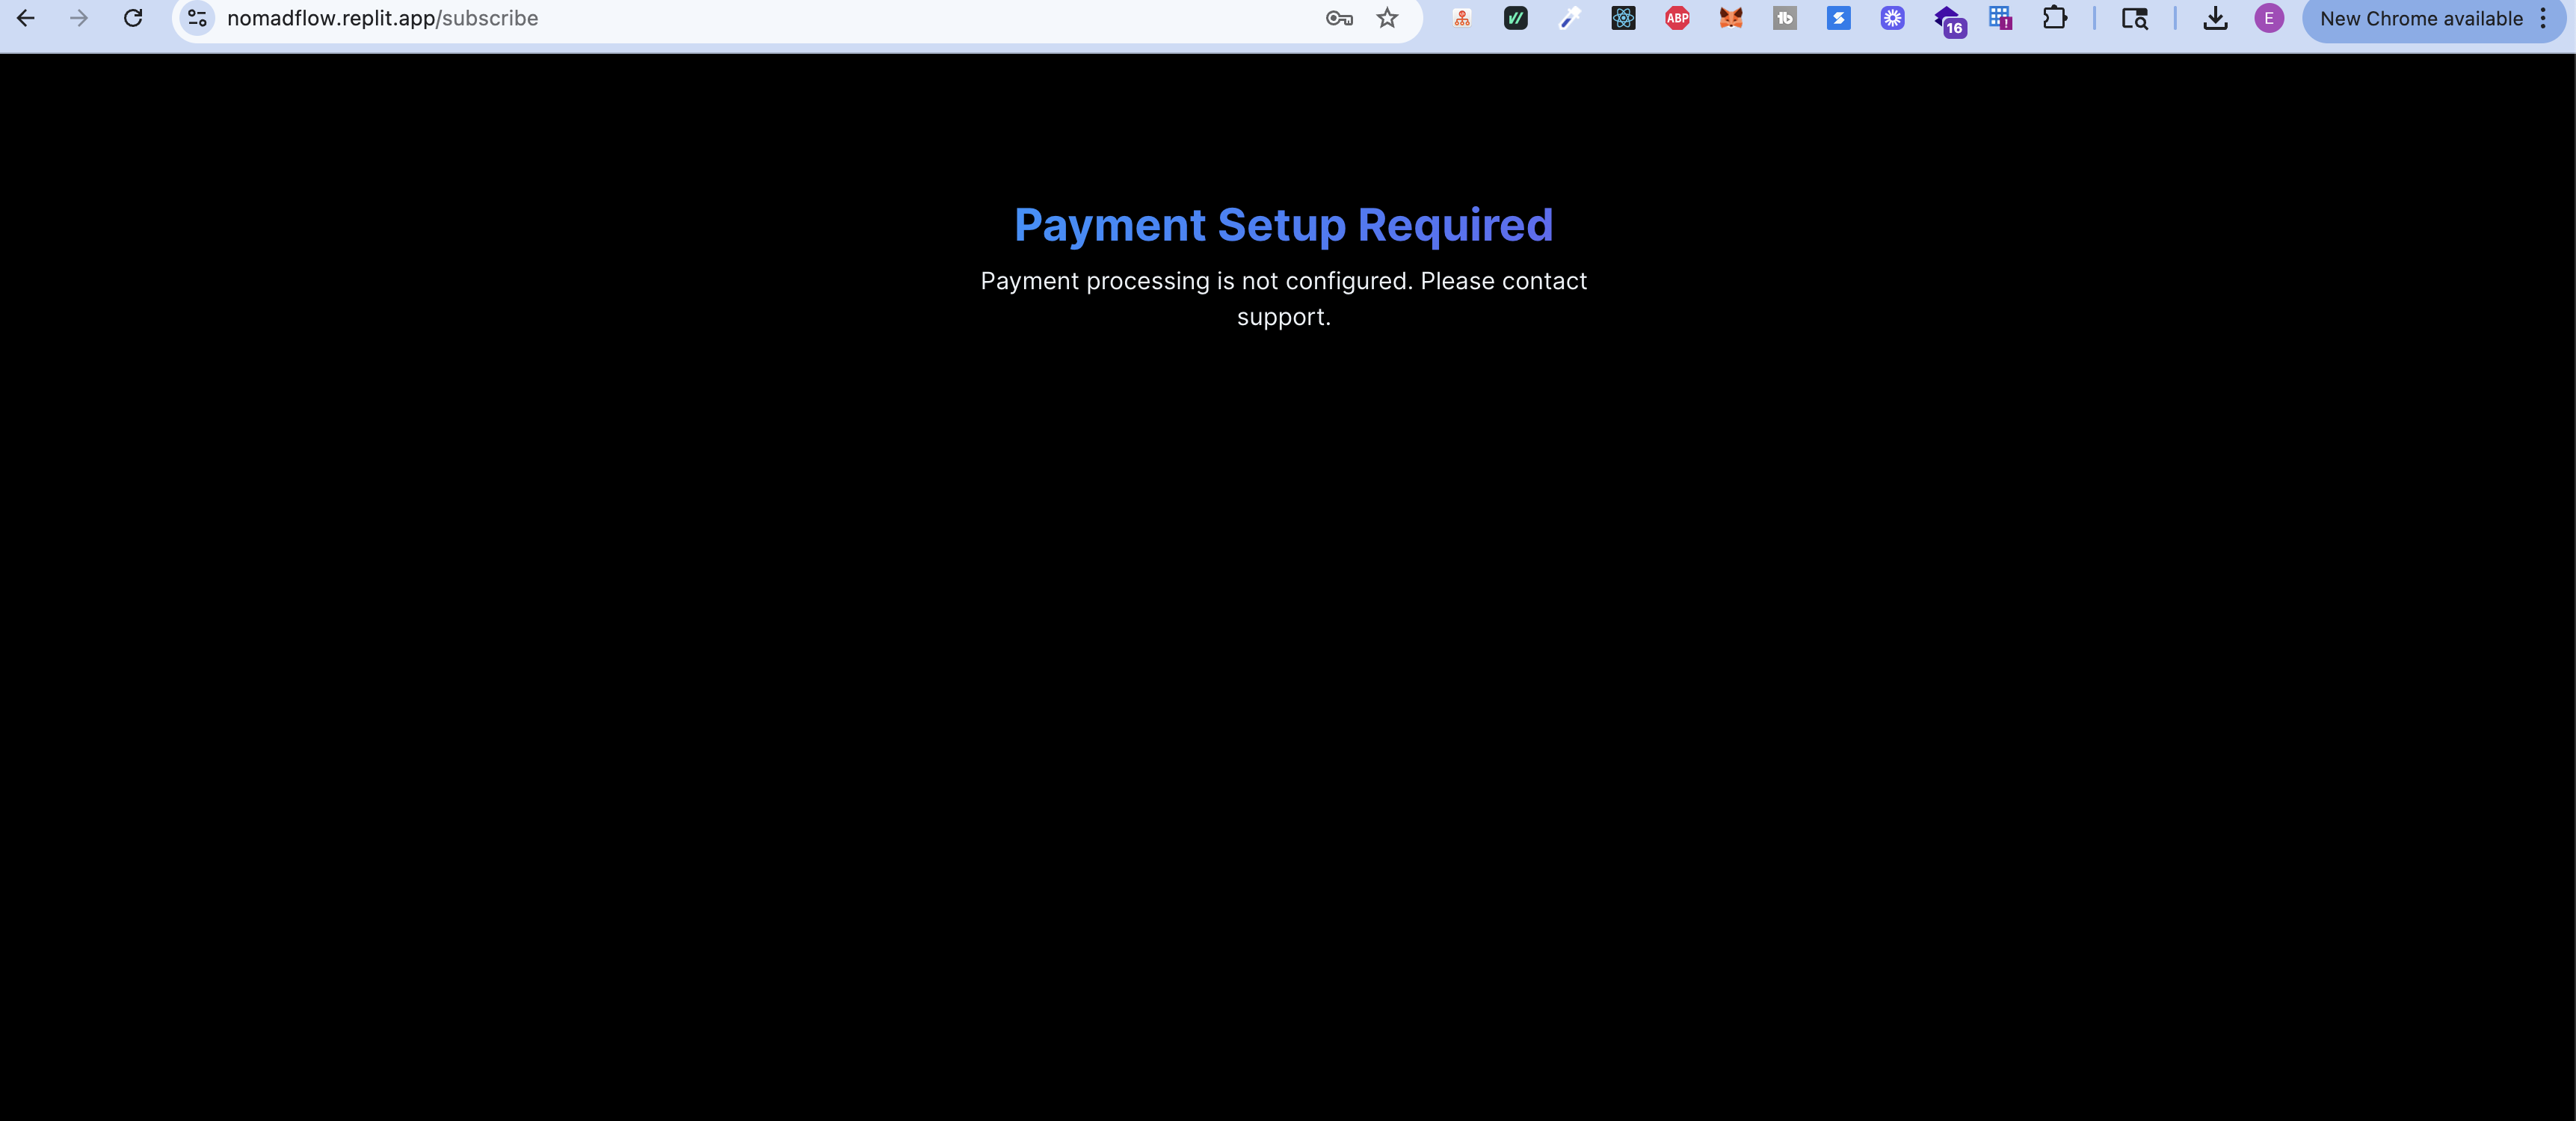 nomadflow.replit.app/subscribe
ABP
tb
16
!
E
New Chrome available
Payment Setup Required
Payment processing is not configured. Please contact
support.